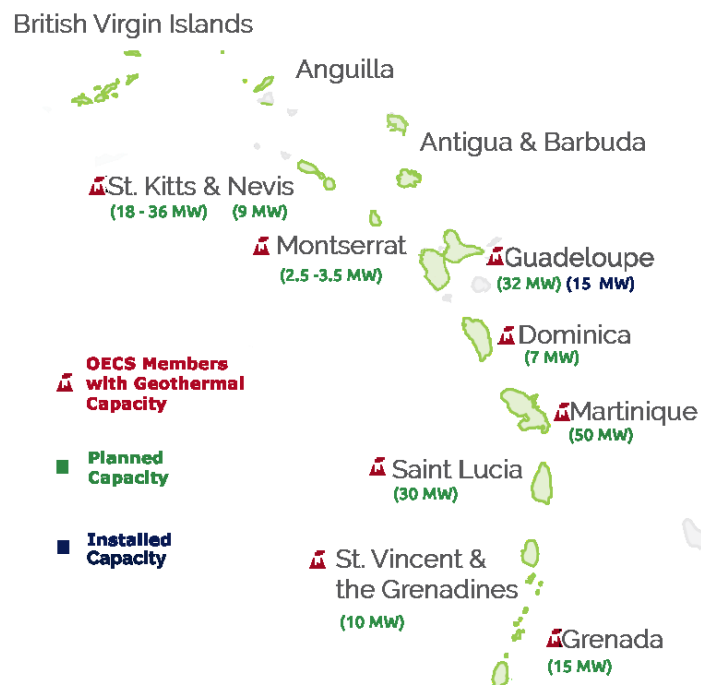 British Virgin Islands
Anguilla
Antigua & Barbuda
St. Kitts & Nevis
(18 - 36 MW) (9 MW)
Montserrat
(2.5 -3.5 MW)
Guadeloupe
(32 MW) (15 MW)
Dominica
(7 MW)
OECS Members
with Geothermal
Capacity
Martinique
(50 MW)
Planned
Capacity
Saint Lucia
(30 MW)
Installed
Capacity
St. Vincent &
the Grenadines
(10 MW)
Grenada
(15 MW)